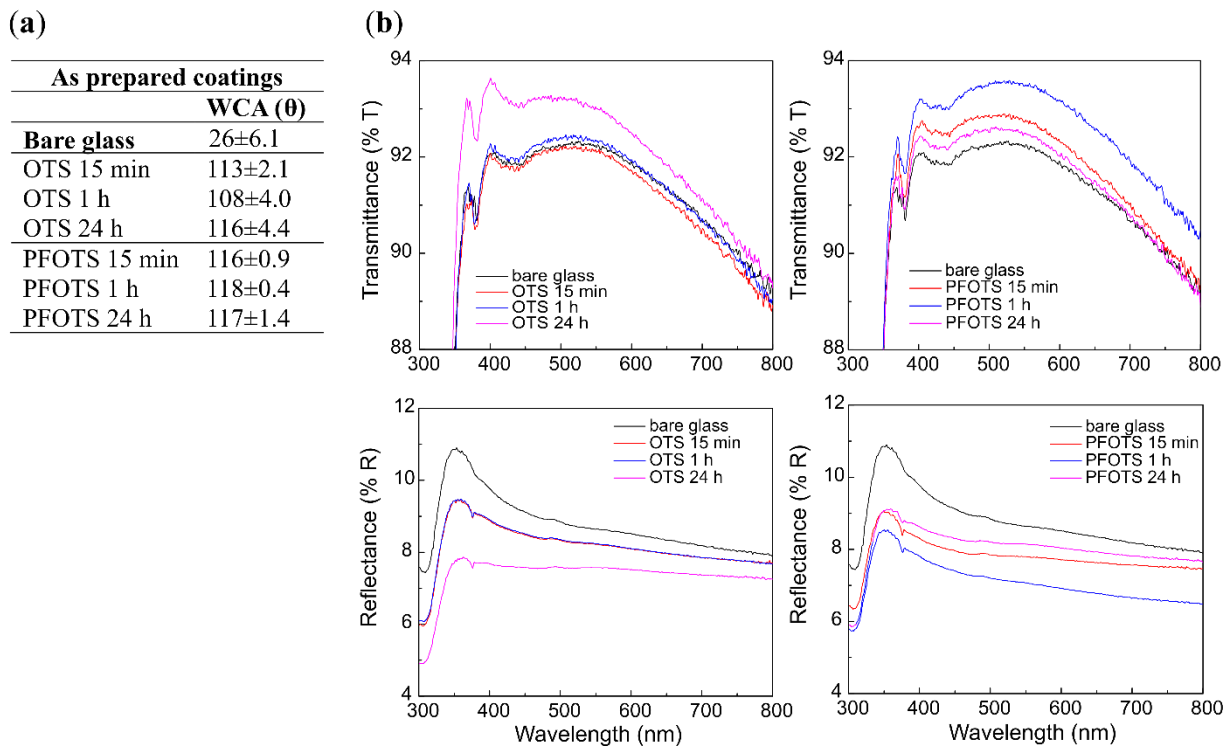 (a)
As prepared coatings
WCA (θ)
Bare glass 26±6.1
OTS 15 min 113±2.1
OTS 1 h 108±4.0
OTS 24 h 116±4.4
PFOTS 15 min 116±0.9
PFOTS 1 h 118±0.4
PFOTS 24 h 117±1.4
(b)
Transmittance (% T)
94
92
90
88
bare glass
OTS 15 min
OTS 1 h
OTS 24 h
300 400 500 600 700 800
Transmittance (% T)
94
92
90
88
bare glass
PFOTS 15 min
PFOTS 1 h
PFOTS 24 h
300 400 500 600 700 800
Reflectance (% R)
12
10
8
6
4
bare glass
OTS 15 min
OTS 1 h
OTS 24 h
300 400 500 600 700 800
Wavelength (nm)
Reflectance (% R)
12
10
8
6
4
bare glass
PFOTS 15 min
PFOTS 1 h
PFOTS 24 h
300 400 500 600 700 800
Wavelength (nm)